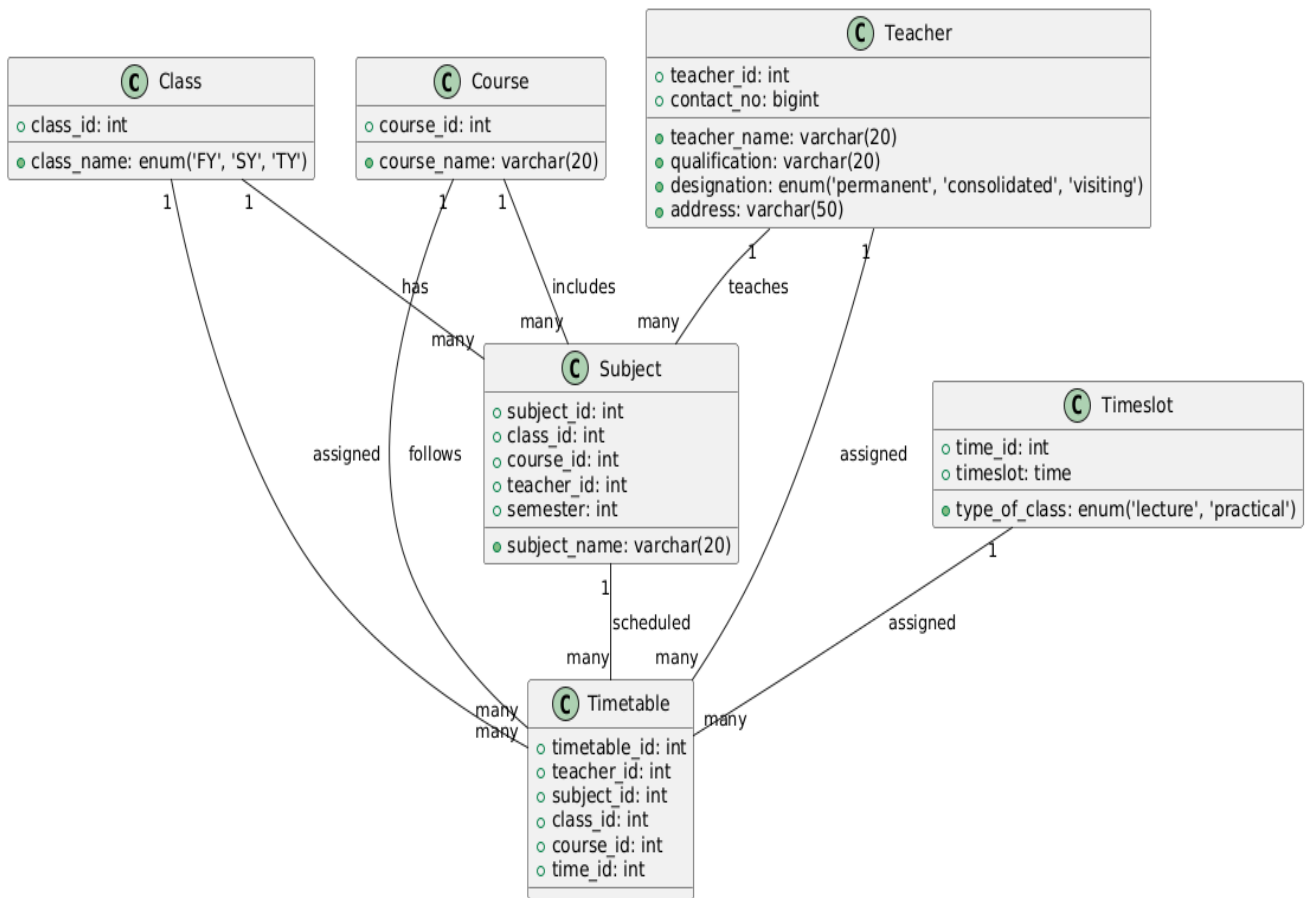 C Class
class_id: int
class_name: enum('FY', 'SY', 'TY')
C Course
course_id: int
course_name: varchar(20)
C Teacher
teacher_id: int
contact_no: bigint
teacher_name: varchar(20)
qualification: varchar(20)
designation: enum('permanent', 'consolidated', 'visiting')
address: varchar(50)
1
1
1
1
1
1
has
includes
teaches
many
many
many
C Subject
subject_id: int
class_id: int
course_id: int
teacher_id: int
semester: int
subject_name: varchar(20)
C Timeslot
time_id: int
timeslot: time
type_of_class: enum('lecture', 'practical')
assigned
follows
assigned
1
1
scheduled
assigned
many
many
many
many
many
C Timetable
timetable_id: int
teacher_id: int
subject_id: int
class_id: int
course_id: int
time_id: int